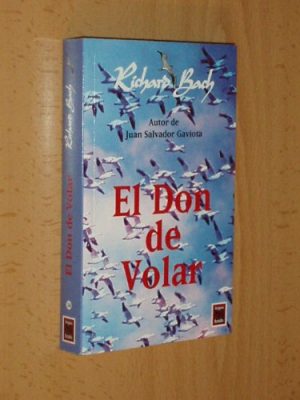 Richard Bach
Autor de
Juan Salvador Gaviota
El Don
de
Volar
Richard Bach
El Don de Volar